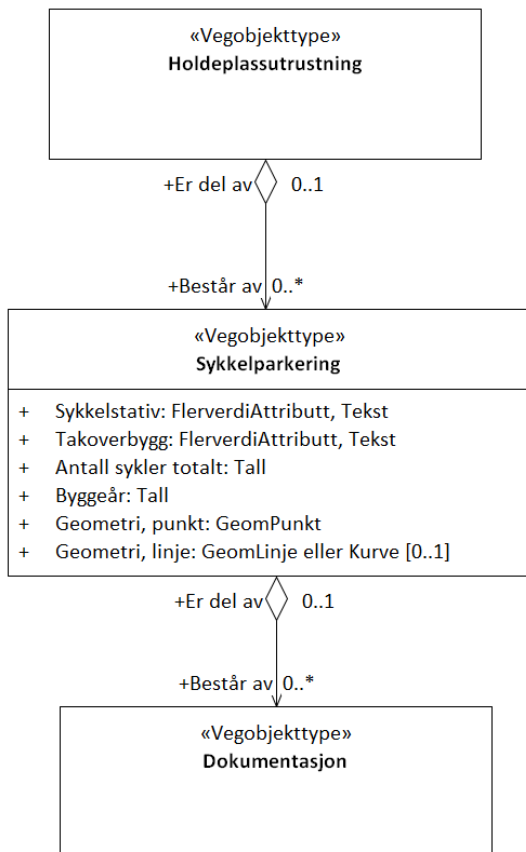 «Vegobjekttype»
Holdeplassutrustning
+Er del av 0..1
+Består av 0..*
«Vegobjekttype»
Sykkelparkering
+ Sykkelstativ: FlerverdiAttributt, Tekst
+ Takoverbygg: FlerverdiAttributt, Tekst
+ Antall sykler totalt: Tall
+ Byggeår: Tall
+ Geometri, punkt: GeomPunkt
+ Geometri, linje: GeomLinje eller Kurve [0..1]
+Er del av 0..1
+Består av 0..*
«Vegobjekttype»
Dokumentasjon